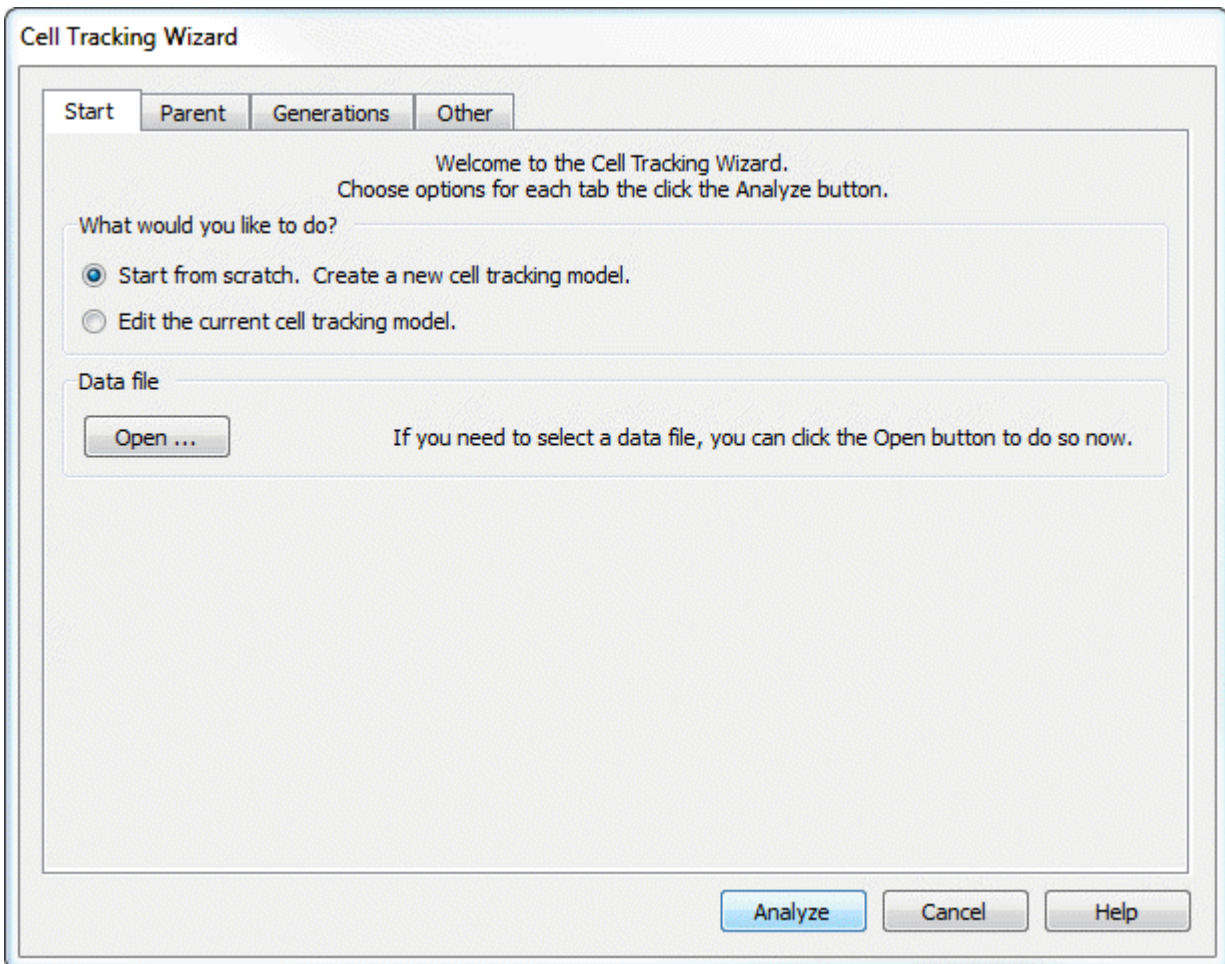 Cell Tracking Wizard
Start Parent Generations Other
Welcome to the Cell Tracking Wizard.
Choose options for each tab the click the Analyze button.
What would you like to do?
Start from scratch. Create a new cell tracking model.
Edit the current cell tracking model.
Data file
Open ... If you need to select a data file, you can click the Open button to do so now.
Analyze Cancel Help